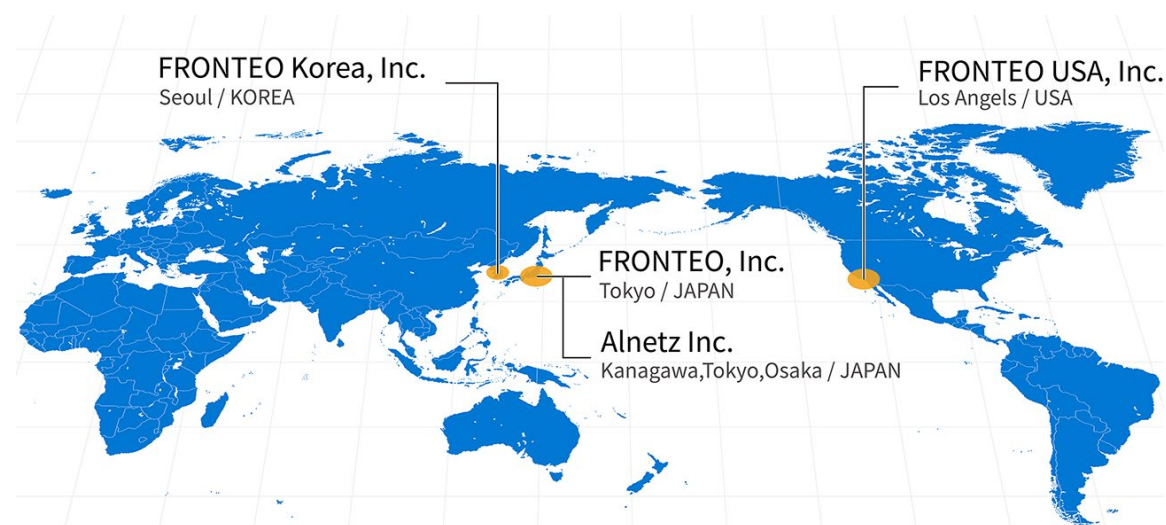 FRONTEO Korea, Inc.
Seoul / KOREA
FRONTEO USA, Inc.
Los Angels / USA
FRONTEO, Inc.
Tokyo / JAPAN
Alnetz Inc.
Kanagawa,Tokyo,Osaka / JAPAN